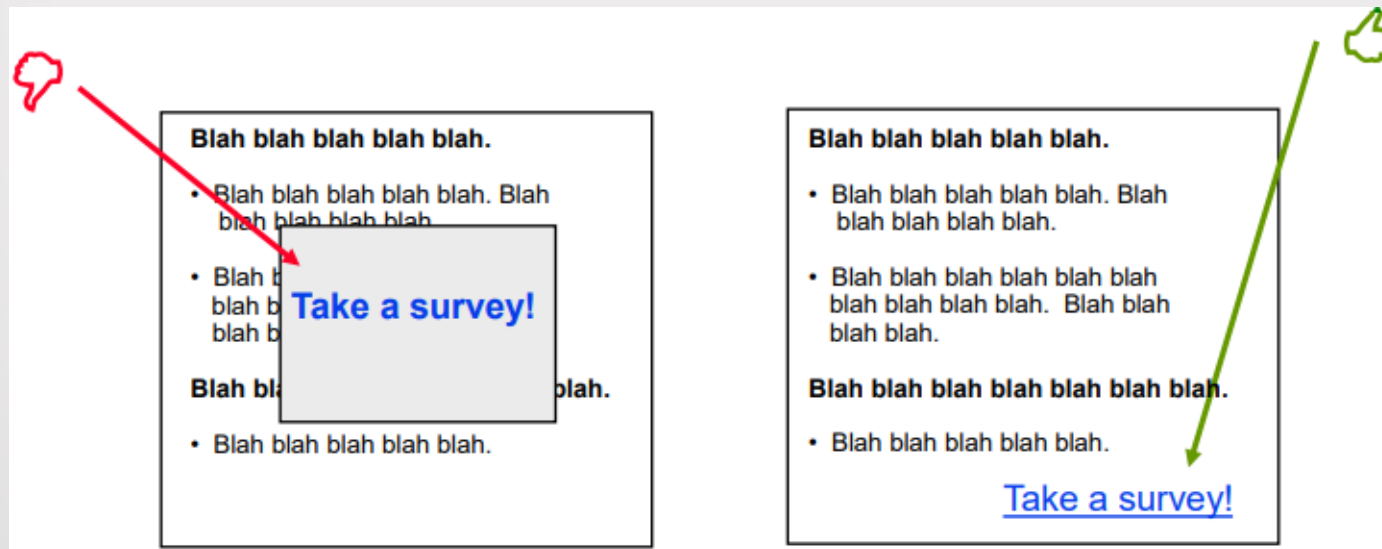 Blah blah blah blah blah.
• Blah blah blah blah blah. Blah
blah blah blah blah
• Blah
blah
blah
Take a survey!
Blah blah.
• Blah blah blah blah blah.
Blah blah blah blah blah.
• Blah blah blah blah blah. Blah
blah blah blah blah.
• Blah blah blah blah blah blah
blah blah blah blah. Blah blah
blah blah.
Blah blah blah blah blah blah blah.
• Blah blah blah blah blah.
Take a survey!